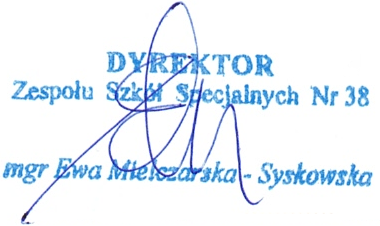 DYREKTOR
Zespołu Szkół Specjalnych Nr 38
mgr Ewa Mielczarska - Syskowska